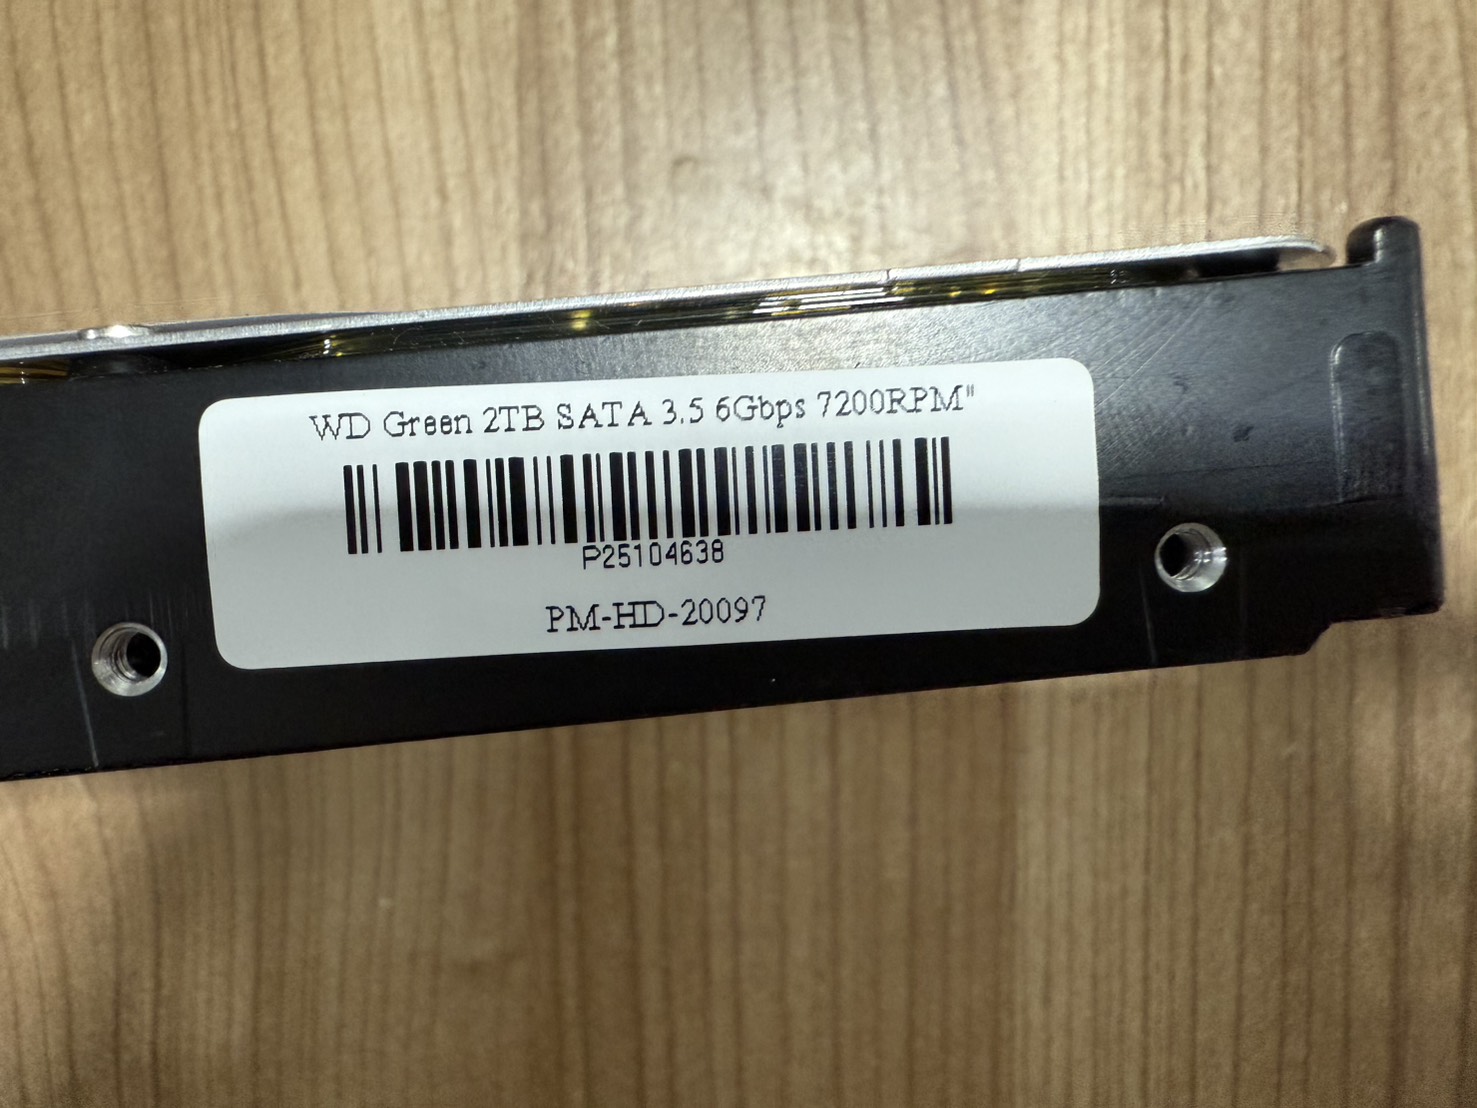 WD Green 2TB SATA 3.5 6Gbps 7200RPM"
P25104638
PM-HD-20097